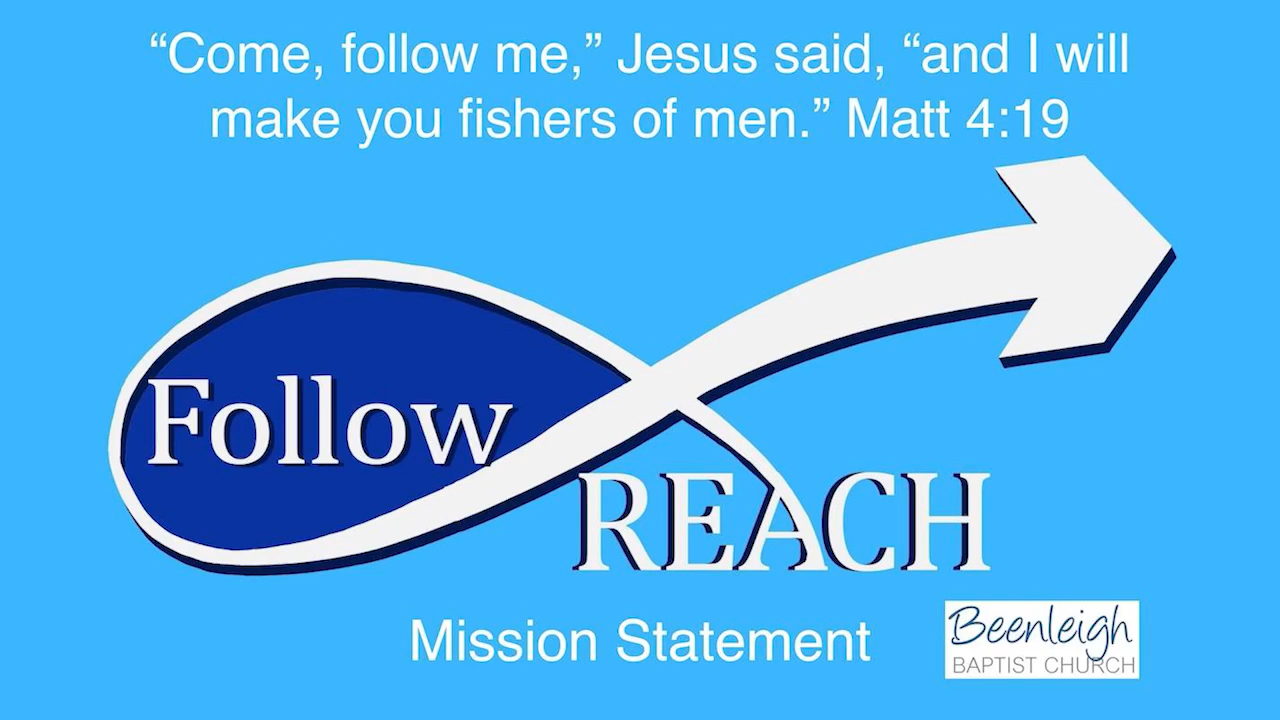 “Come, follow me,” Jesus said, “and I will
make you fishers of men.” Matt 4:19
Follow
REACH
Mission Statement
Beenleigh
BAPTIST CHURCH